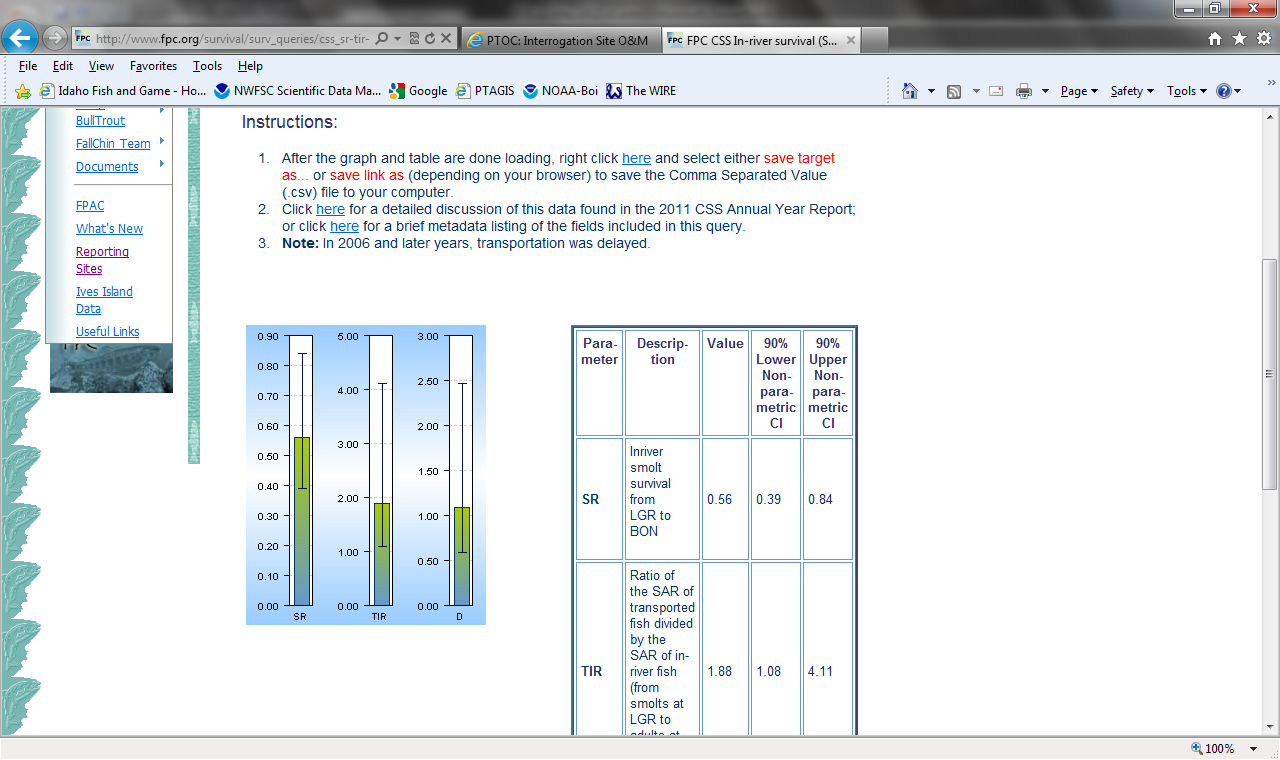 http://www.fpc.org/survival/surv_queries/css_sr-tir-
PTOC: Interrogation Site O&M
FPC CSS In-river survival (S...
File Edit View Favorites Tools Help
Idaho Fish and Game - Ho... NWFSC Scientific Data Ma... Google PTAGIS NOAA-Boi The WIRE
Page Safety Tools
BullTrout
FallChin Team
Documents
FPAC
What's New
Reporting
Sites
Ives Island
Data
Useful Links
Instructions:
1. After the graph and table are done loading, right click here and select either save target
as... or save link as (depending on your browser) to save the Comma Separated Value
(.csv) file to your computer.
2. Click here for a detailed discussion of this data found in the 2011 CSS Annual Year Report;
or click here for a brief metadata listing of the fields included in this query.
3. Note: In 2006 and later years, transportation was delayed.
0.90
0.80
0.70
0.60
0.50
0.40
0.30
0.20
0.10
0.00
SR
5.00
4.00
3.00
2.00
1.00
0.00
TIR
3.00
2.50
2.00
1.50
1.00
0.50
0.00
D
Para-
meter
Descrip-
tion
Value
90%
Lower
Non-
para-
metric
CI
90%
Upper
Non-
para-
metric
CI
SR
Inriver
smolt
survival
from
LGR to
BON
0.56
0.39
0.84
TIR
Ratio of
the SAR of
transported
fish divided
by the
SAR of in-
river fish
(from
smolts at
LGR to
adults at
1.88
1.08
4.11
100%